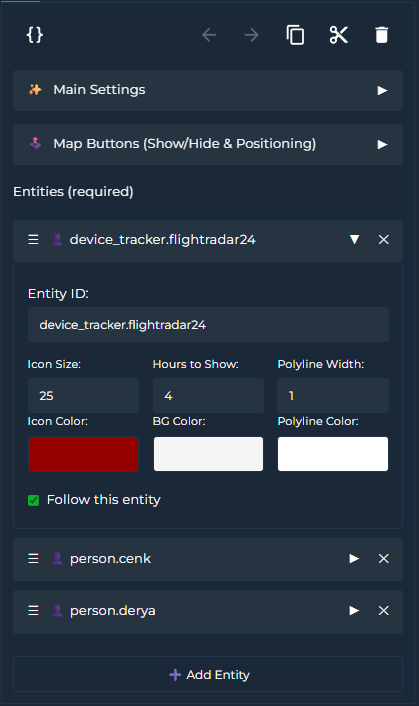 {}
Main Settings
Map Buttons (Show/Hide & Positioning)
Entities (required)
device_tracker.flightradar24
Entity ID:
device_tracker.flightradar24
Icon Size: Hours to Show: Polyline Width:
25 4 1
Icon Color: BG Color: Polyline Color:
Follow this entity
person.cenk
person.derya
Add Entity